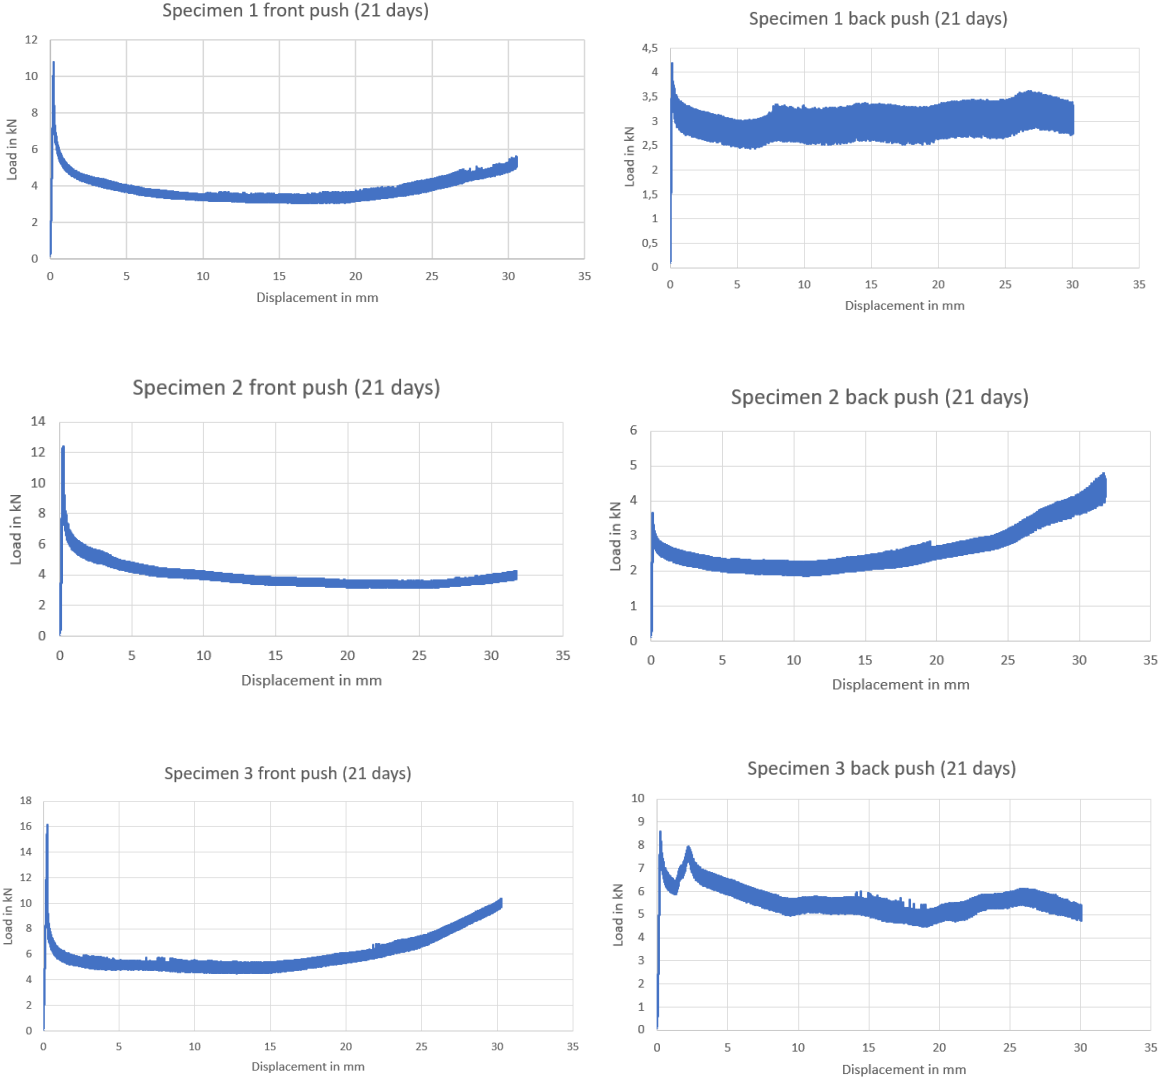 Specimen 1 front push (21 days)
12
10
8
6
4
2
0
Load in kN
0 5 10 15 20 25 30 35
Displacement in mm
Specimen 1 back push (21 days)
4,5
4
3,5
3
2,5
2
1,5
1
0,5
0
Load in kN
0 5 10 15 20 25 30 35
Displacement in mm
Specimen 2 front push (21 days)
14
12
10
8
6
4
2
0
Load in kN
0 5 10 15 20 25 30 35
Displacement in mm
Specimen 2 back push (21 days)
6
5
4
3
2
1
0
Load in kN
0 5 10 15 20 25 30 35
Displacement in mm
Specimen 3 front push (21 days)
18
16
14
12
10
8
6
4
2
0
Load in kN
0 5 10 15 20 25 30 35
Displacement in mm
Specimen 3 back push (21 days)
10
9
8
7
6
5
4
3
2
1
0
Load in kN
0 5 10 15 20 25 30 35
Displacement in mm